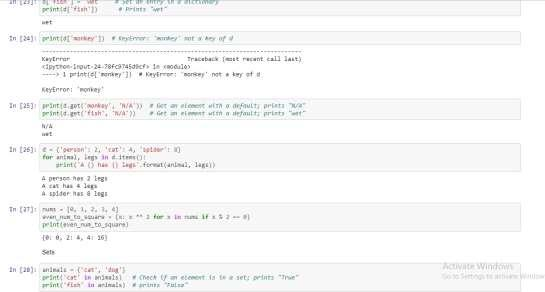 In [23]: d['fish'] = 'wet' # Set an entry in a dictionary
print(d['fish']) # Prints "wet"
wet
In [24]: print(d['monkey']) # KeyError: 'monkey' not a key of d
---------------------------------------------------------------------------
KeyError Traceback (most recent call last)
<ipython-input-24-78fc9745d9cf> in <module>
----> 1 print(d['monkey']) # KeyError: 'monkey' not a key of d
KeyError: 'monkey'
In [25]: print(d.get('monkey', 'N/A')) # Get an element with a default; prints "N/A"
print(d.get('fish', 'N/A')) # Get an element with a default; prints "wet"
N/A
wet
In [26]: d = {'person': 2, 'cat': 4, 'spider': 8}
for animal, legs in d.items():
print('A {} has {} legs'.format(animal, legs))
A person has 2 legs
A cat has 4 legs
A spider has 8 legs
In [27]: nums = [0, 1, 2, 3, 4]
even_num_to_square = {x: x ** 2 for x in nums if x % 2 == 0}
print(even_num_to_square)
{0: 0, 2: 4, 4: 16}
Sets
In [28]: animals = {'cat', 'dog'}
print('cat' in animals) # Check if an element is in a set; prints "True"
print('fish' in animals) # prints "False"
Activate Windows
Go to Settings to activate Window